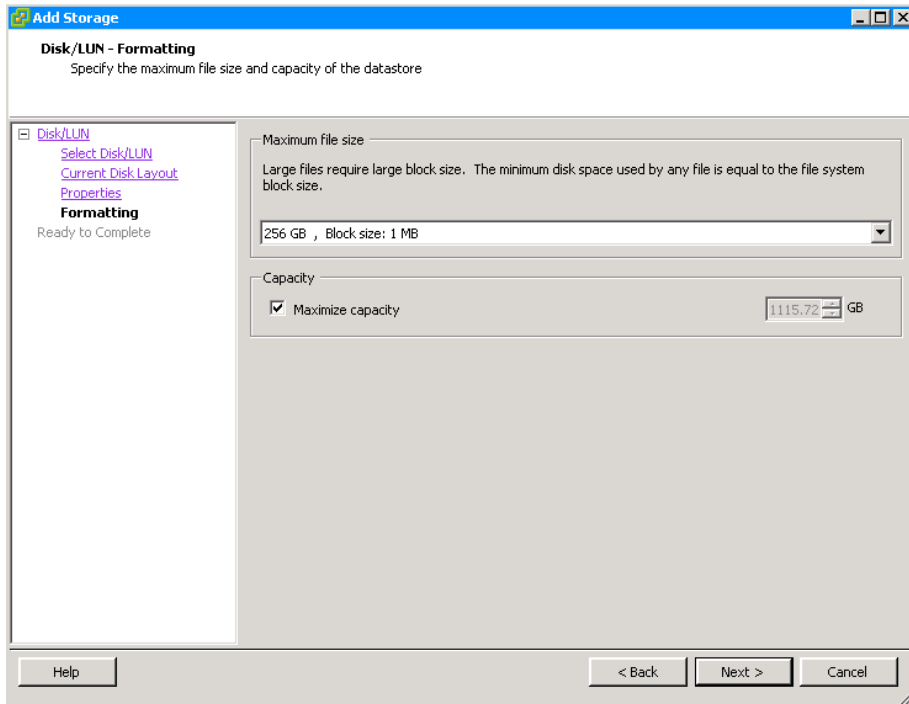 Add Storage
Disk/LUN - Formatting
Specify the maximum file size and capacity of the datastore
Disk/LUN
Select Disk/LUN
Current Disk Layout
Properties
Formatting
Ready to Complete
Maximum file size
Large files require large block size.  The minimum disk space used by any file is equal to the file system
block size.
256 GB  , Block size: 1 MB
Capacity
Maximize capacity
1115.72 GB
Help
< Back
Next >
Cancel